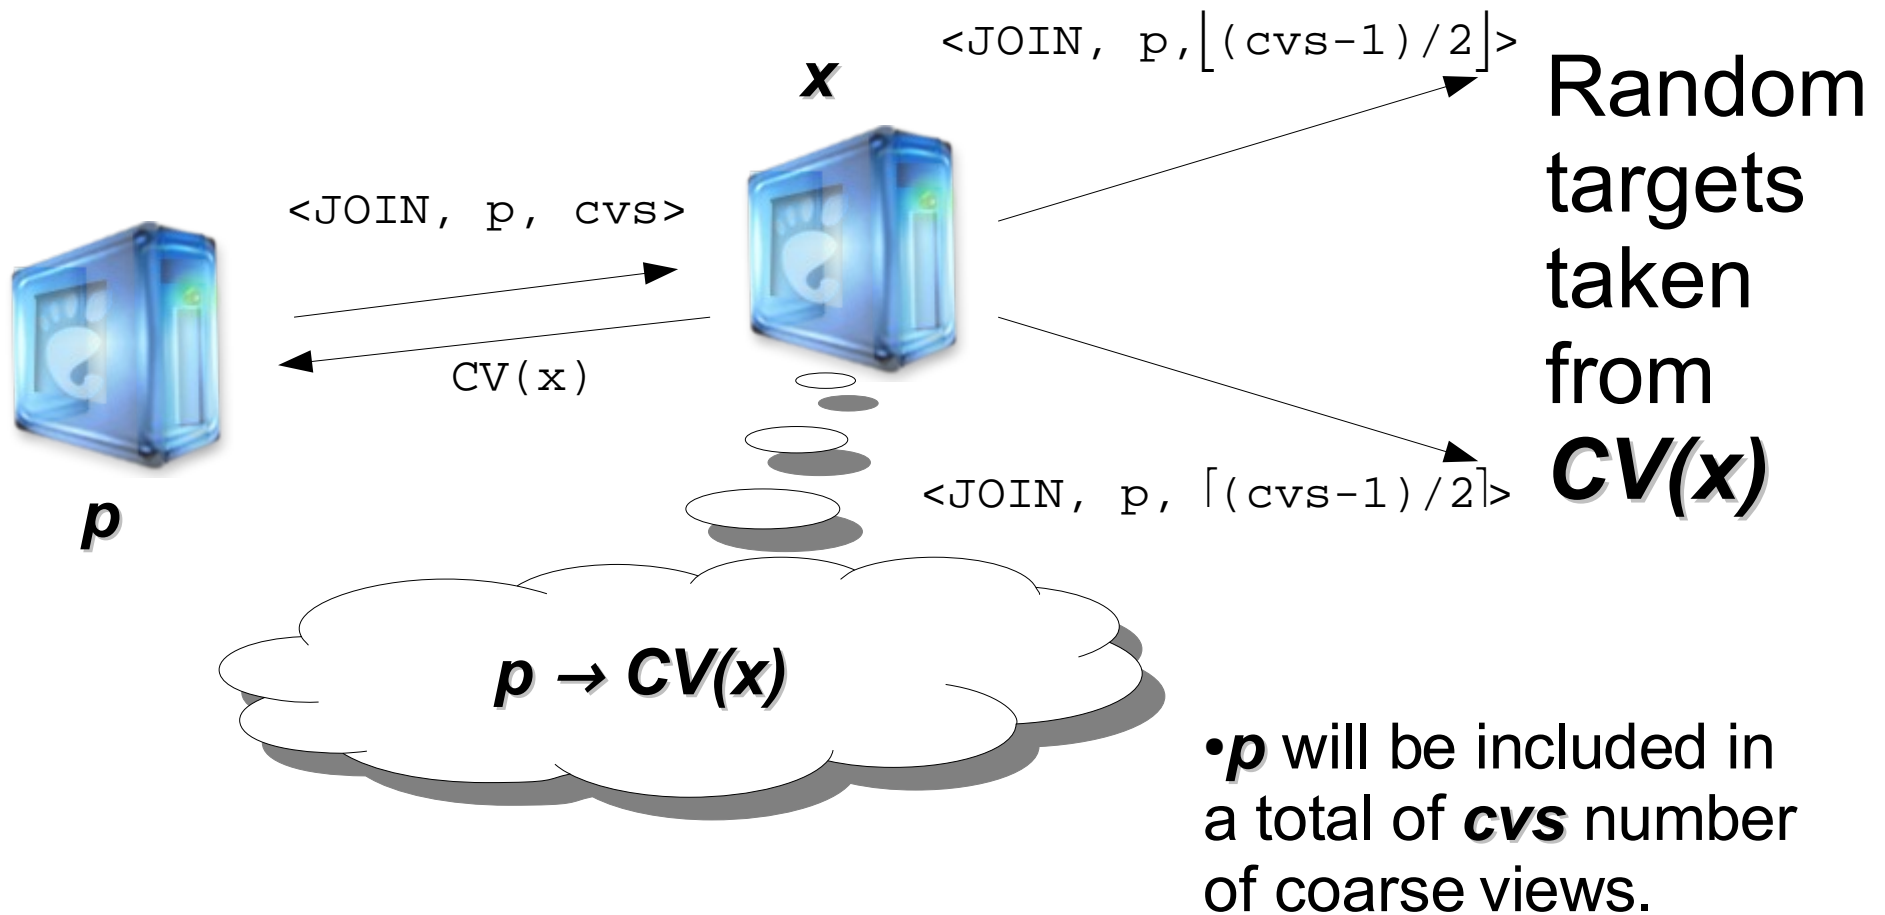 <JOIN, p,⌊(cvs-1)/2⌋>
x
Random
targets
taken
from
CV(x)
<JOIN, p, cvs>
CV(x)
<JOIN, p, ⌈(cvs-1)/2⌉>
p
p → CV(x)
•p will be included in
a total of cvs number
of coarse views.